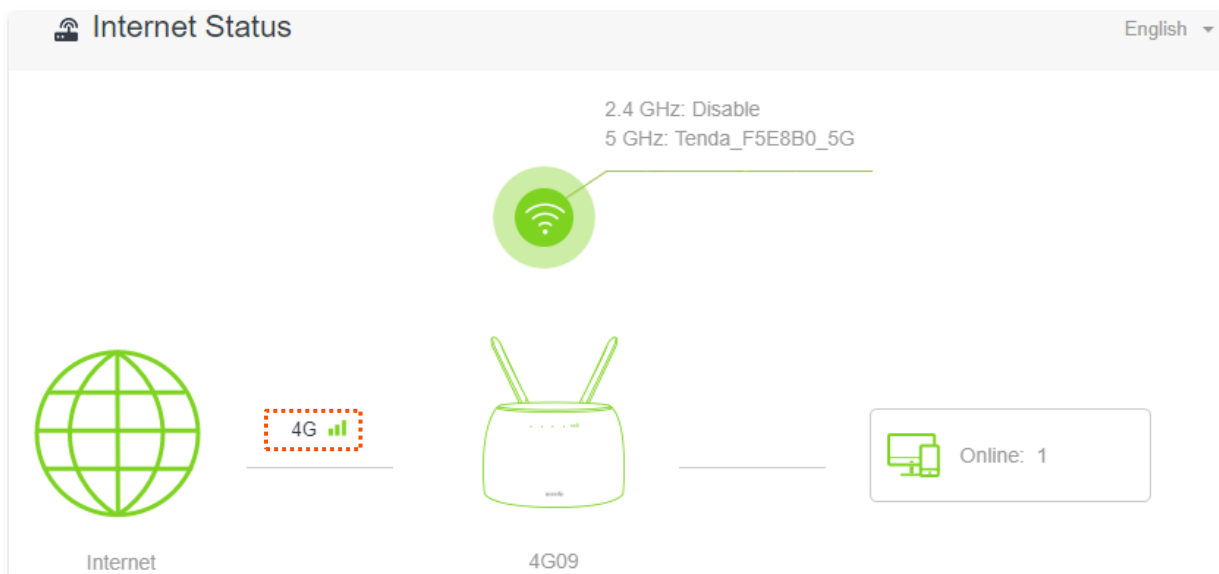 Internet Status
English
2.4 GHz: Disable
5 GHz: Tenda_F5E8B0_5G
4G
Online: 1
Internet
4G09